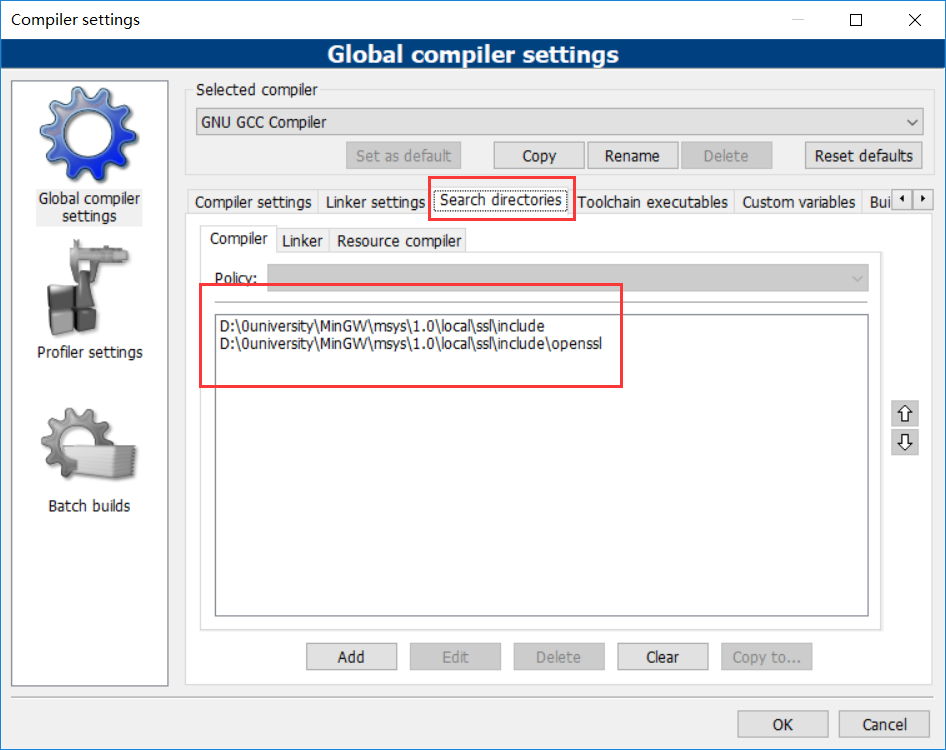 Compiler settings
Global compiler settings
Global compiler
settings
Profiler settings
Batch builds
Selected compiler
GNU GCC Compiler
Set as default
Copy
Rename
Delete
Reset defaults
Compiler settings
Linker settings
Search directories
Toolchain executables
Custom variables
Bui
Compiler
Linker
Resource compiler
Policy:
D:\0university\MinGW\msys\1.0\local\ssl\include
D:\0university\MinGW\msys\1.0\local\ssl\include\openssl
Add
Edit
Delete
Clear
Copy to...
OK
Cancel